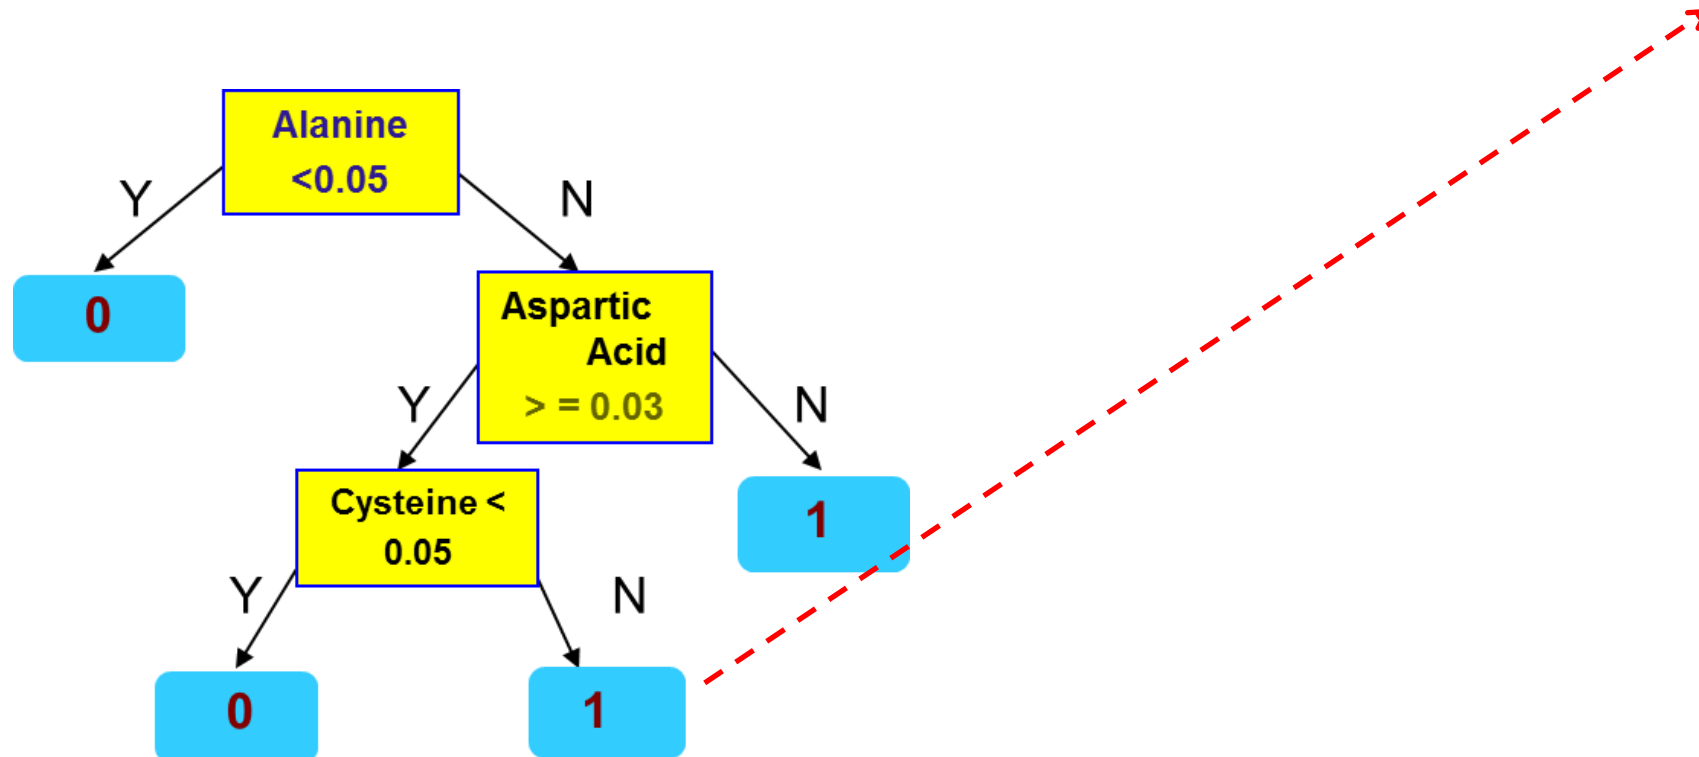 Alanine
<0.05
Y
N
0
Aspartic
Acid
> = 0.03
Y
N
Cysteine <
0.05
1
Y
N
0
1